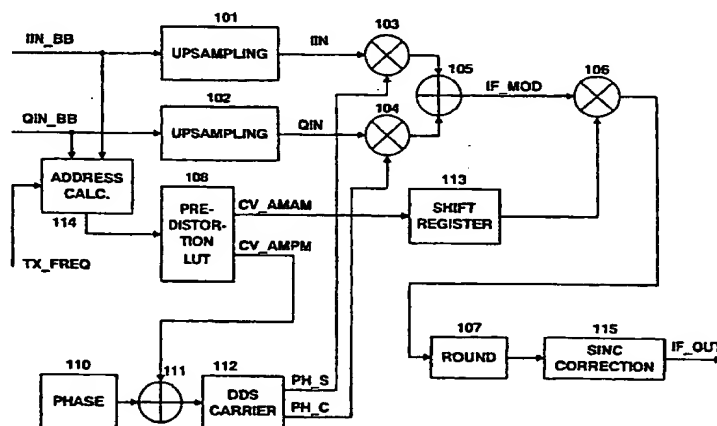 101
103
IIN_BB
UPSAMPLING
IIN
105
106
102
104
IF_MOD
QIN_BB
UPSAMPLING
QIN
ADDRESS
CALC.
114
108
PRE-
DISTOR-
TION
LUT
CV_AMAM
CV_AMPM
113
SHIFT
REGISTER
TX_FREQ
107
ROUND
115
SINC
CORRECTION
IF_OUT
110
PHASE
111
112
DDS
CARRIER
PH_S
PH_C